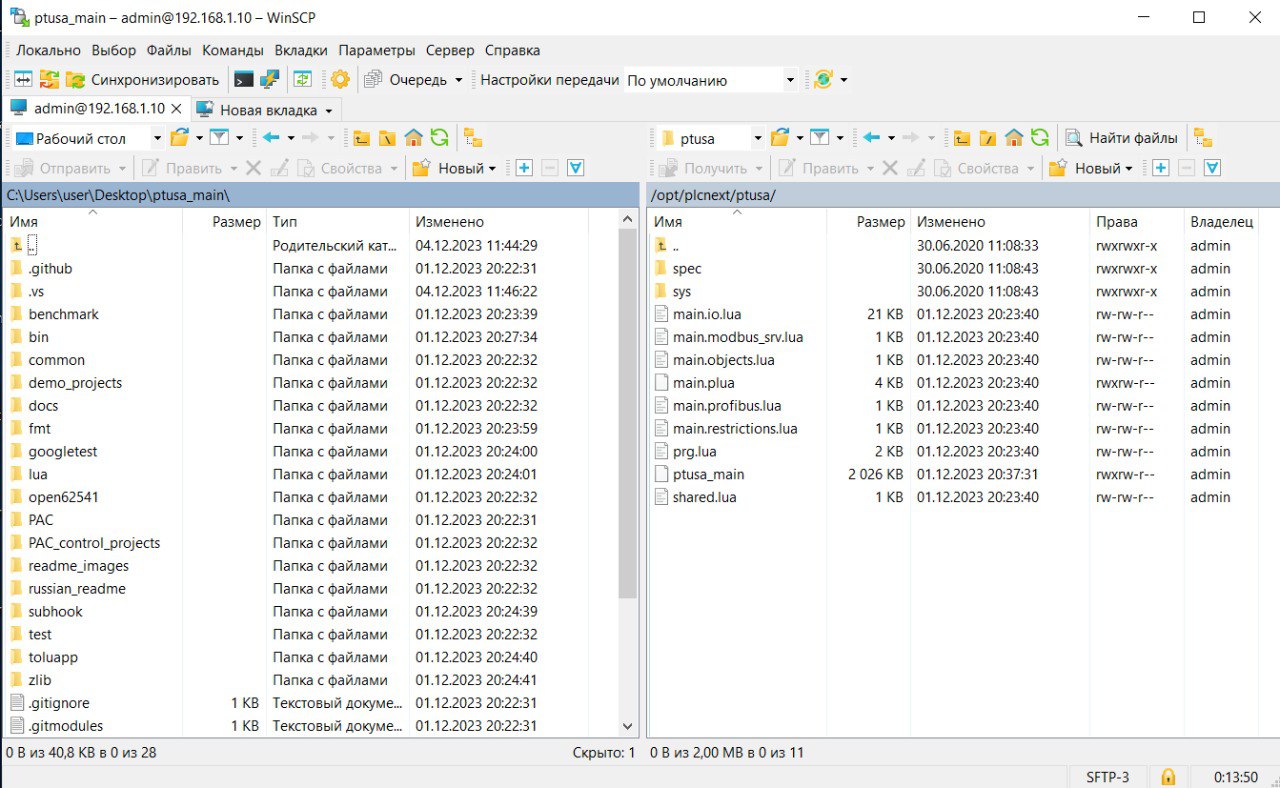 ptusa_main – admin@192.168.1.10 – WinSCP
Локально Выбор Файлы Команды Вкладки Параметры Сервер Справка
Синхронизировать Очередь Настройки передачи По умолчанию
admin@192.168.1.10 Новая вкладка
Рабочий стол ptusa Найти файлы
Отправить Править Свойства Новый Получить Править Свойства Новый
C:\Users\user\Desktop\ptusa_main\ /opt/plcnext/ptusa/
Имя Размер Тип Изменено Имя Размер Изменено Права Владелец
.. Родительский кат... 04.12.2023 11:44:29 .. 30.06.2020 11:08:33 rwxrwxr-x admin
.github Папка с файлами 01.12.2023 20:22:31 spec 30.06.2020 11:08:43 rwxrwxr-x admin
.vs Папка с файлами 04.12.2023 11:46:22 sys 30.06.2020 11:08:43 rwxrwxr-x admin
benchmark Папка с файлами 01.12.2023 20:23:39 main.io.lua 21 KB 01.12.2023 20:23:40 rw-rw-r-- admin
bin Папка с файлами 01.12.2023 20:27:34 main.modbus_srv.lua 1 KB 01.12.2023 20:23:40 rw-rw-r-- admin
common Папка с файлами 01.12.2023 20:22:32 main.objects.lua 1 KB 01.12.2023 20:23:40 rw-rw-r-- admin
demo_projects Папка с файлами 01.12.2023 20:22:32 main.plua 4 KB 01.12.2023 20:23:40 rwxrw-r-- admin
docs Папка с файлами 01.12.2023 20:22:32 main.profibus.lua 1 KB 01.12.2023 20:23:40 rw-rw-r-- admin
fmt Папка с файлами 01.12.2023 20:23:59 main.restrictions.lua 1 KB 01.12.2023 20:23:40 rw-rw-r-- admin
googletest Папка с файлами 01.12.2023 20:24:00 prg.lua 2 KB 01.12.2023 20:23:40 rw-rw-r-- admin
lua Папка с файлами 01.12.2023 20:24:01 ptusa_main 2 026 KB 01.12.2023 20:37:31 rwxrw-r-- admin
open62541 Папка с файлами 01.12.2023 20:22:32 shared.lua 1 KB 01.12.2023 20:23:40 rw-rw-r-- admin
PAC Папка с файлами 01.12.2023 20:22:31
PAC_control_projects Папка с файлами 01.12.2023 20:22:32
readme_images Папка с файлами 01.12.2023 20:22:32
russian_readme Папка с файлами 01.12.2023 20:22:32
subhook Папка с файлами 01.12.2023 20:24:39
test Папка с файлами 01.12.2023 20:22:32
toluapp Папка с файлами 01.12.2023 20:24:40
zlib Папка с файлами 01.12.2023 20:24:41
.gitignore 1 KB Текстовый докуме... 01.12.2023 20:22:31
.gitmodules 1 KB Текстовый докуме... 01.12.2023 20:22:31
0 B из 40,8 KB в 0 из 28 Скрыто: 1 0 B из 2,00 MB в 0 из 11
SFTP-3 0:13:50